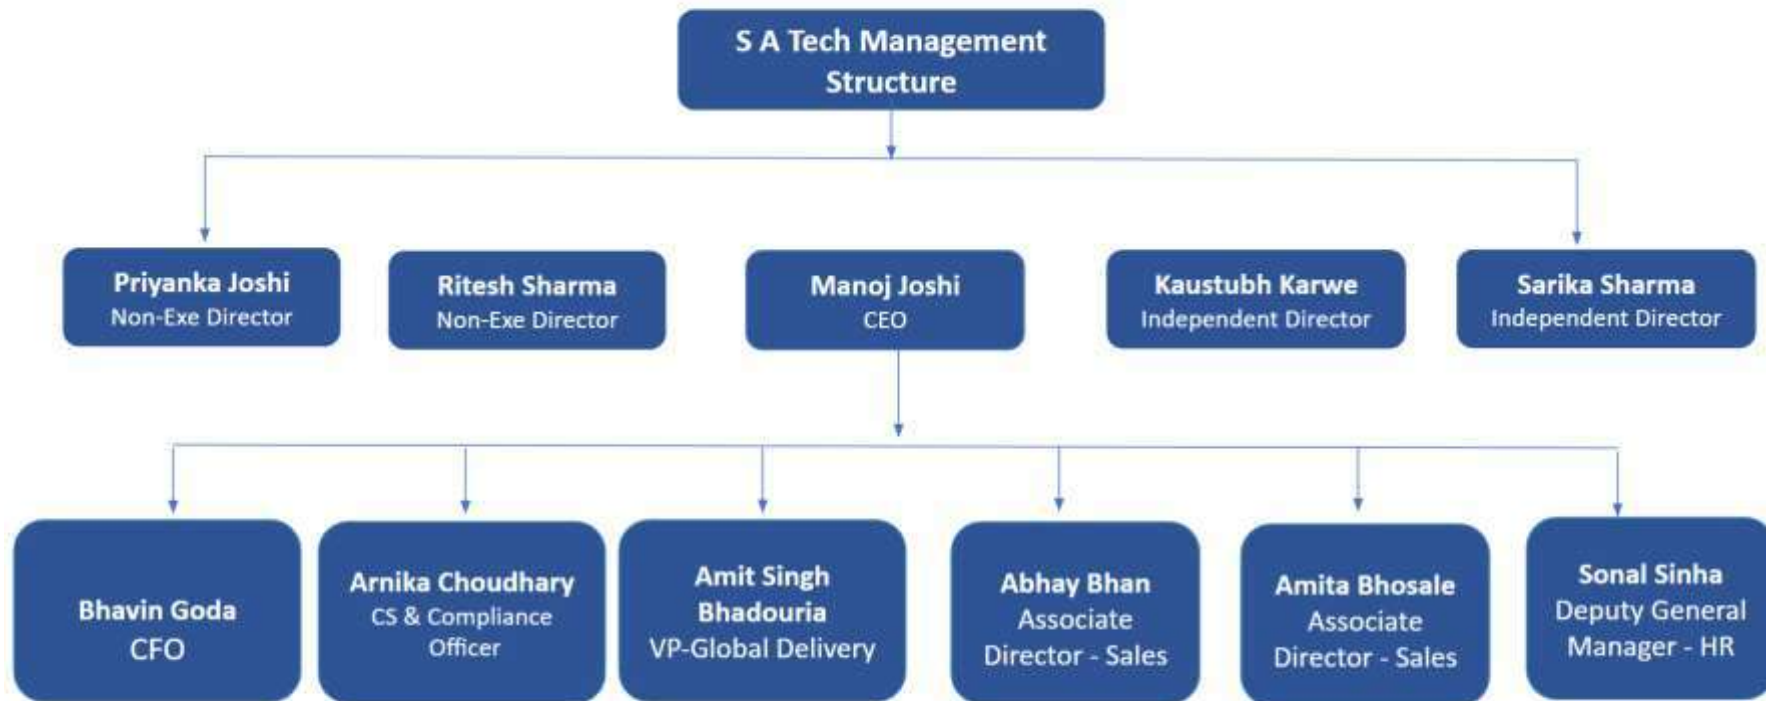 S A Tech Management
Structure
Priyanka Joshi
Non-Exe Director
Ritesh Sharma
Non-Exe Director
Manoj Joshi
CEO
Kaustubh Karwe
Independent Director
Sarika Sharma
Independent Director
Bhavin Goda
CFO
Arnika Choudhary
CS & Compliance
Officer
Amit Singh
Bhadouria
VP-Global Delivery
Abhay Bhan
Associate
Director - Sales
Amita Bhosale
Associate
Director - Sales
Sonal Sinha
Deputy General
Manager - HR